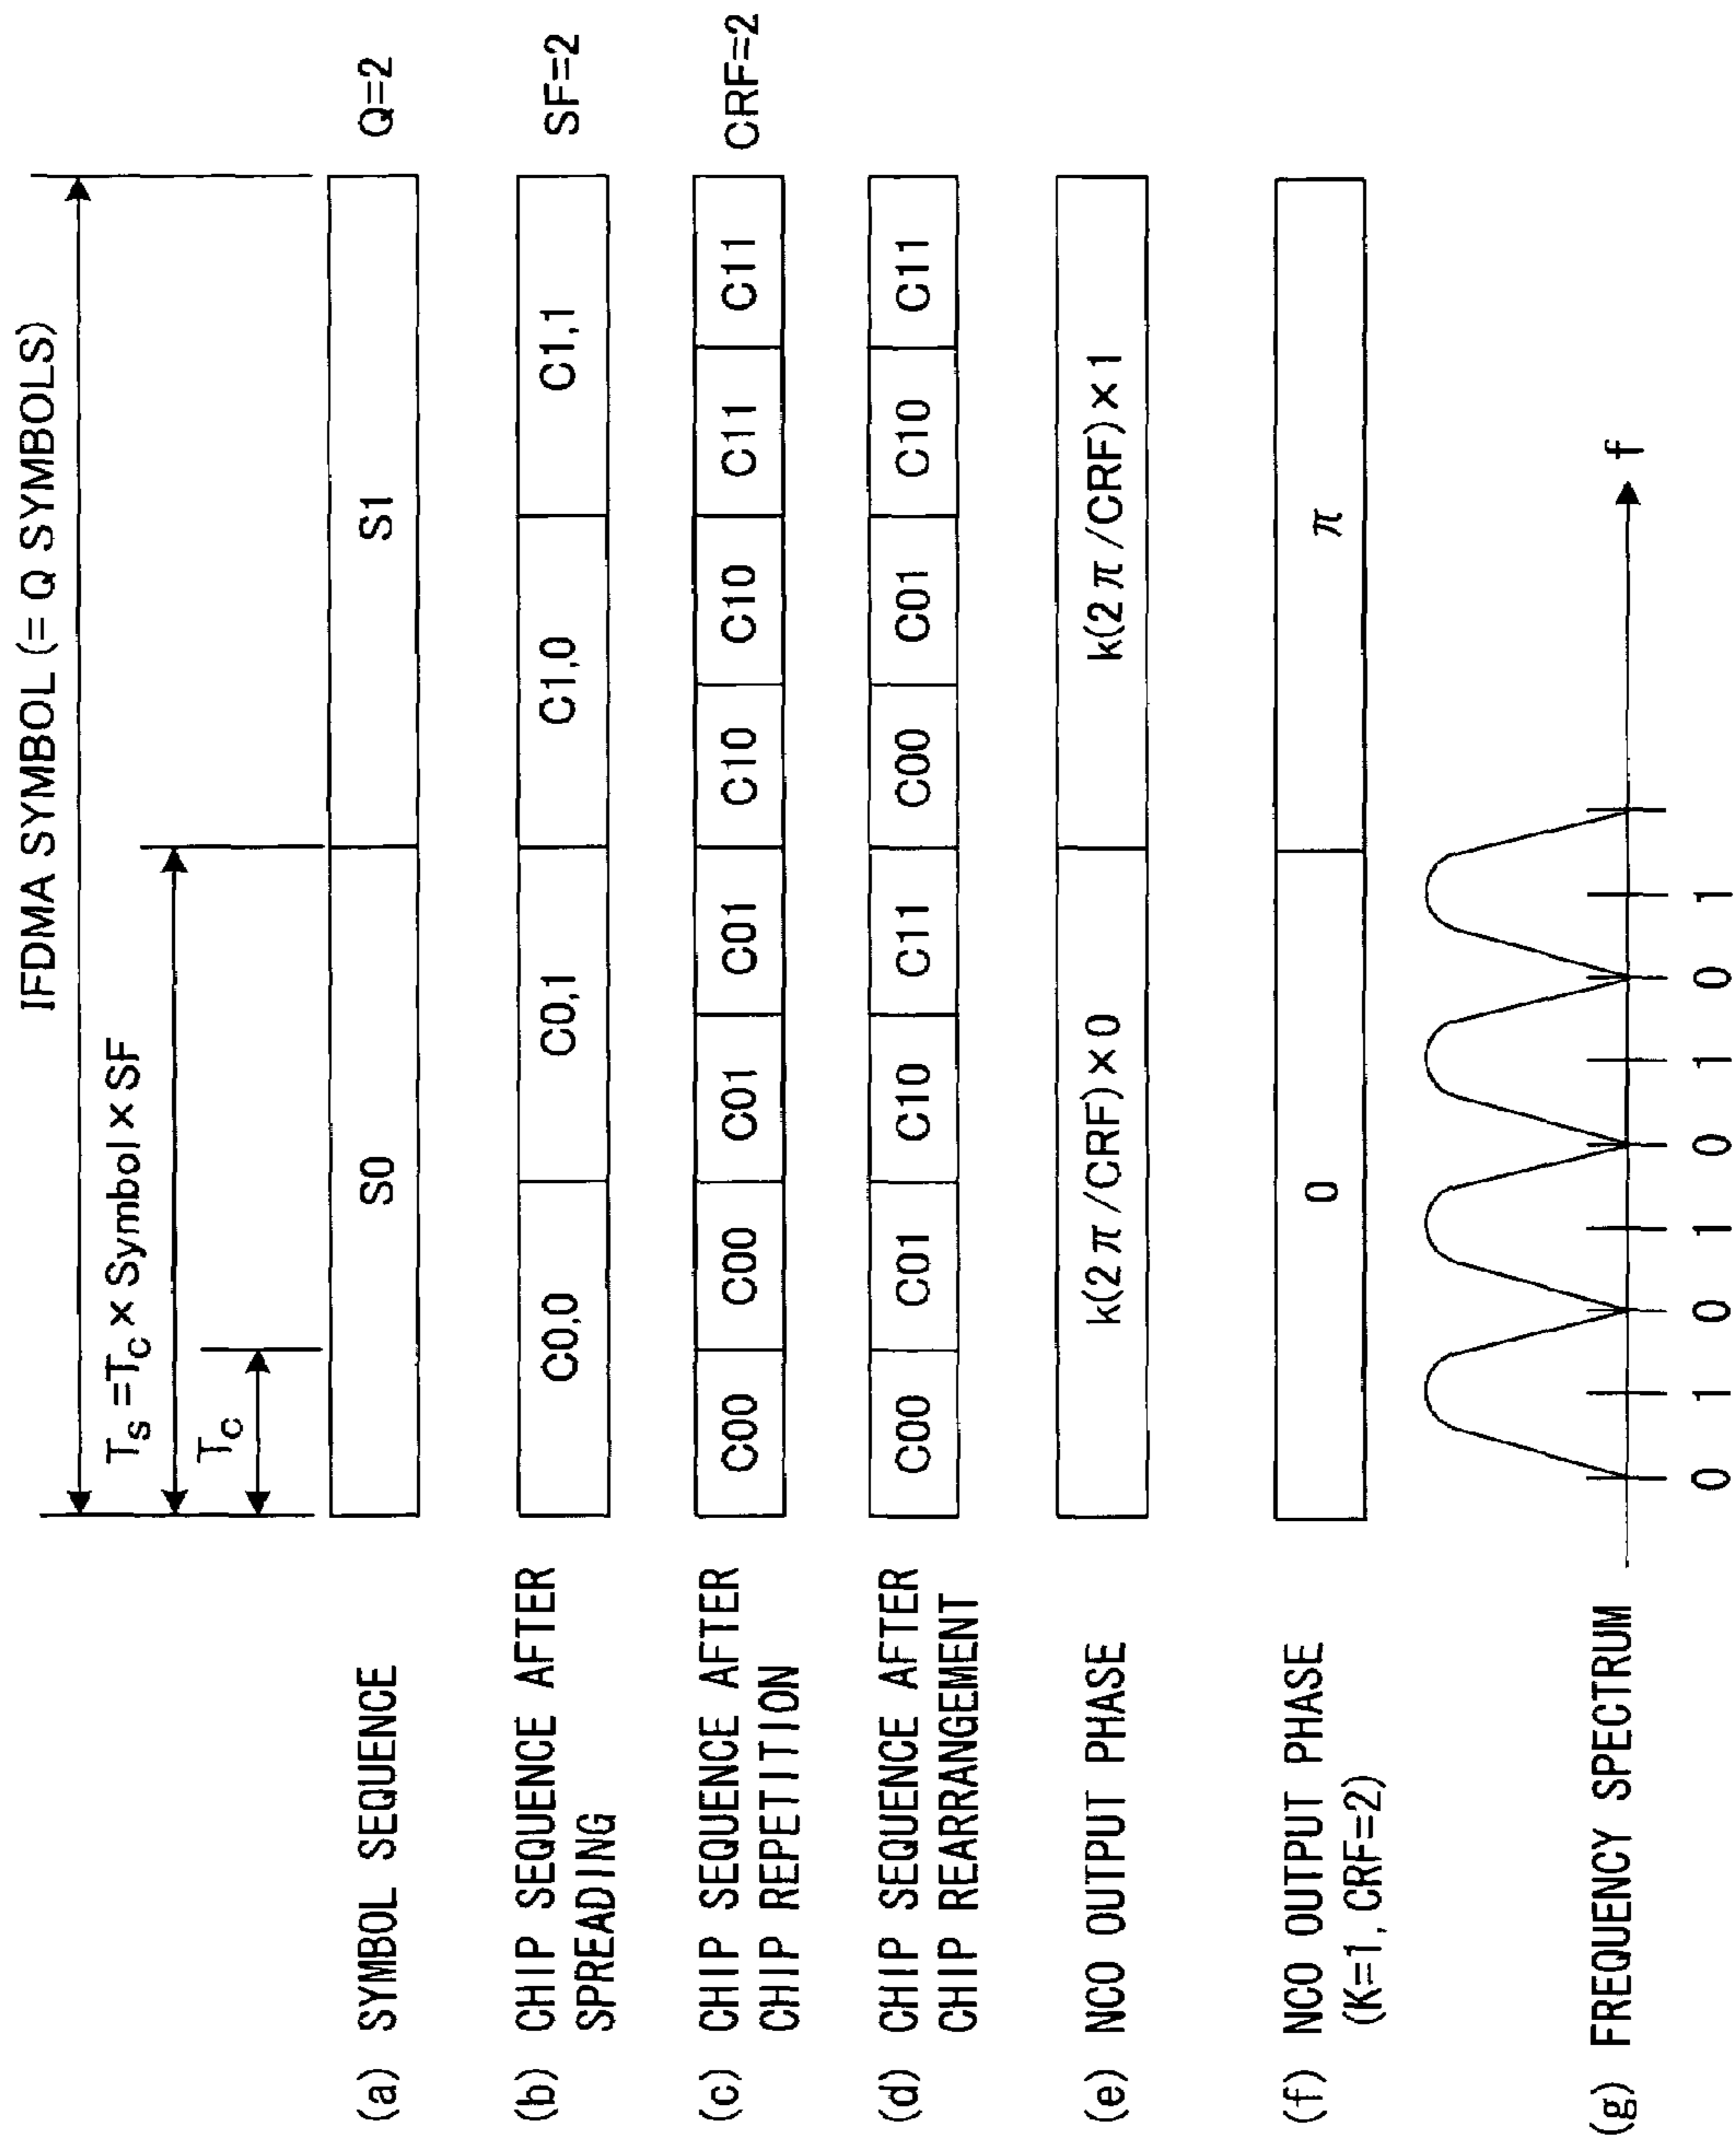 IFDMA SYMBOL (= Q SYMBOLS)
Ts =Tc × Symbol × SF
Tc
(a) SYMBOL SEQUENCE
S0
S1
Q=2
(b) CHIP SEQUENCE AFTER
SPREADING
C0,0
C0,1
C1,0
C1,1
SF=2
(c) CHIP SEQUENCE AFTER
CHIP REPETITION
C00
C00
C01
C01
C10
C10
C11
C11
CRF=2
(d) CHIP SEQUENCE AFTER
CHIP REARRANGEMENT
C00
C01
C10
C11
C00
C01
C10
C11
(e) NCO OUTPUT PHASE
k(2π/CRF)×0
k(2π/CRF)×1
(f) NCO OUTPUT PHASE
(K=1, CRF=2)
0
π
(g) FREQUENCY SPECTRUM
f
0 1 0 1 0 1 0 1